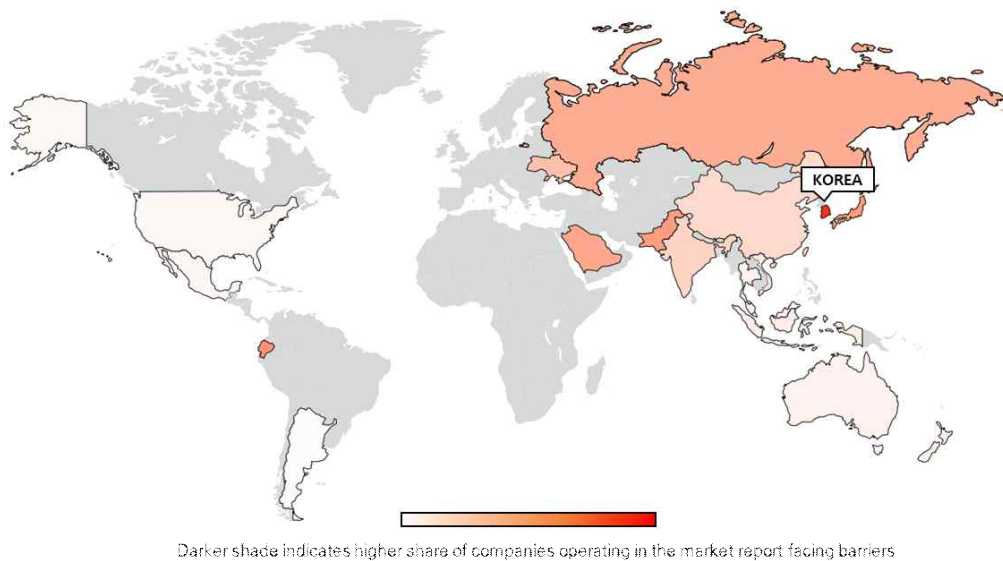 KOREA
Darker shade indicates higher share of companies operating in the market report facing barriers